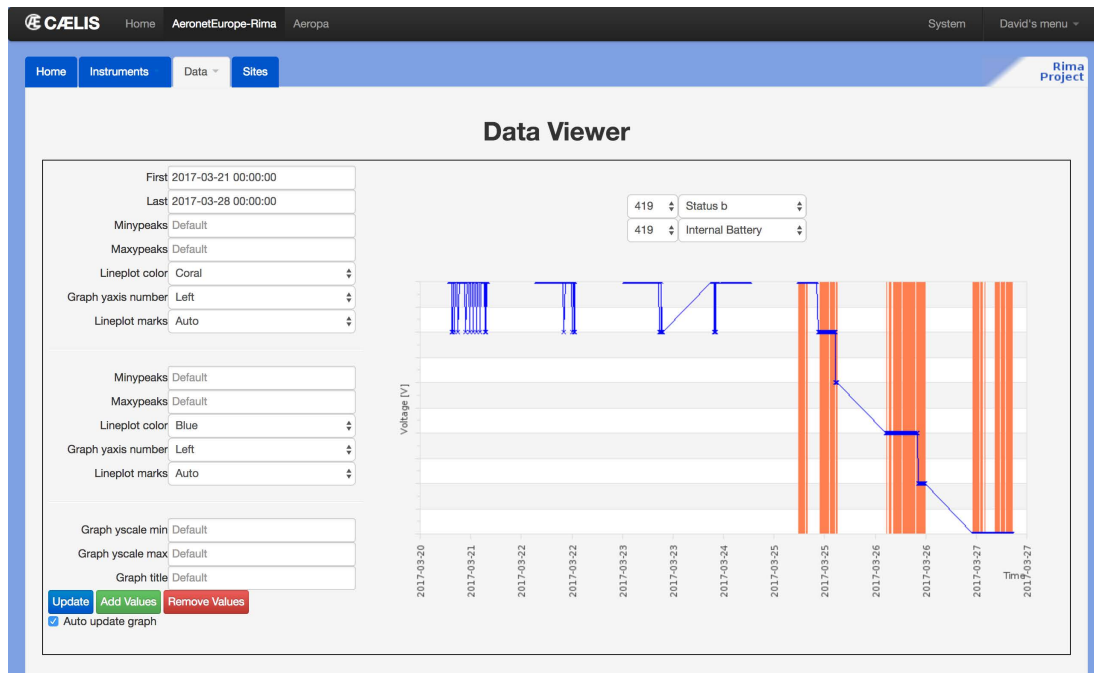 ÆCÆLIS Home AeronetEurope-Rima Aeropa System David's menu
Home Instruments Data Sites
Rima
Project
Data Viewer
First 2017-03-21 00:00:00
Last 2017-03-28 00:00:00
Minypeaks Default
Maxypeaks Default
Lineplot color Coral
Graph yaxis number Left
Lineplot marks Auto
Minypeaks Default
Maxypeaks Default
Lineplot color Blue
Graph yaxis number Left
Lineplot marks Auto
Graph yscale min Default
Graph yscale max Default
Graph title Default
Update Add Values Remove Values
Auto update graph
419 Status b
419 Internal Battery
Voltage [V]
2017-03-20
2017-03-21
2017-03-22
2017-03-22
2017-03-23
2017-03-23
2017-03-24
2017-03-25
2017-03-25
2017-03-26
2017-03-26
2017-03-27
2017-03-27
Time